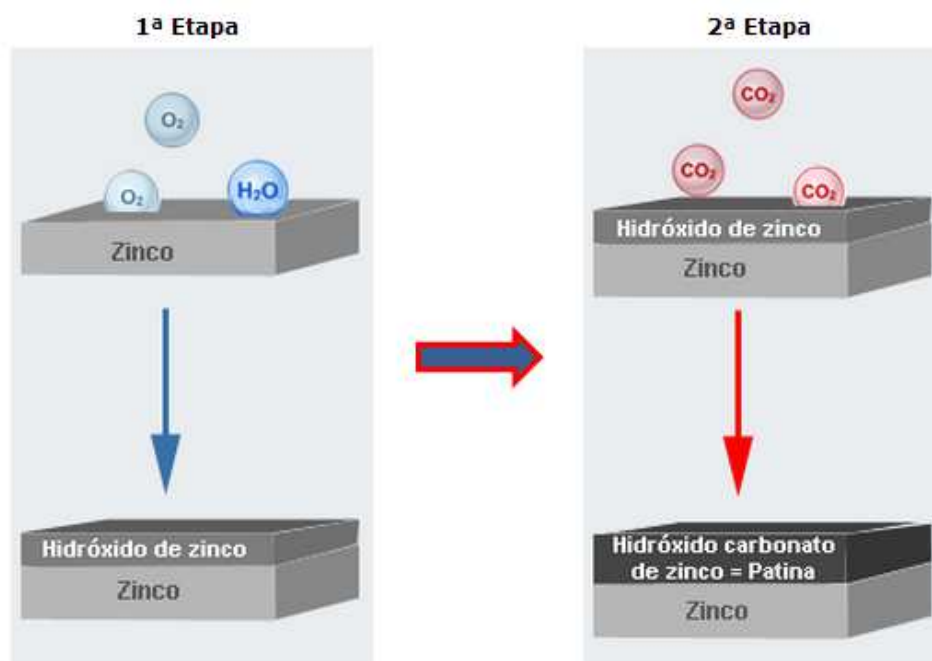 1ª Etapa
O₂
O₂
H₂O
Zinco
Hidróxido de zinco
Zinco
2ª Etapa
CO₂
CO₂
CO₂
Hidróxido de zinco
Zinco
Hidróxido carbonato
de zinco = Patina
Zinco